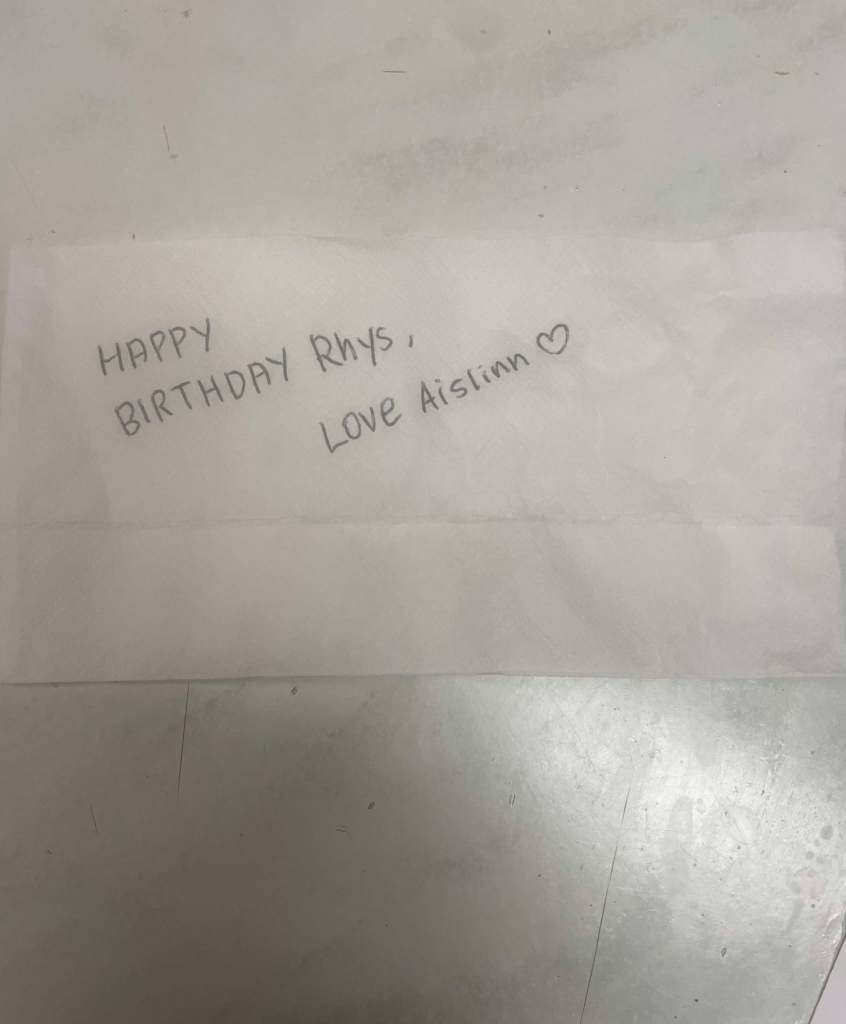 HAPPY
BIRTHDAY Rhys,
LOVE Aislinn ♡